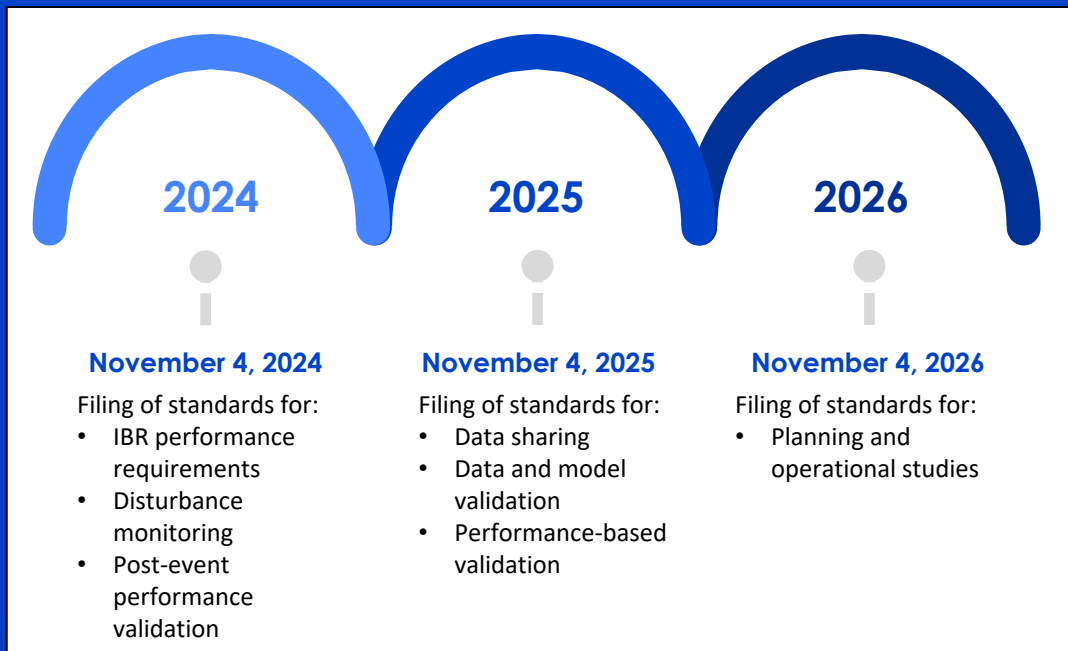 2024
2025
2026
November 4, 2024
Filing of standards for:
• IBR performance
requirements
• Disturbance
monitoring
• Post-event
performance
validation
November 4, 2025
Filing of standards for:
• Data sharing
• Data and model
validation
• Performance-based
validation
November 4, 2026
Filing of standards for:
• Planning and
operational studies